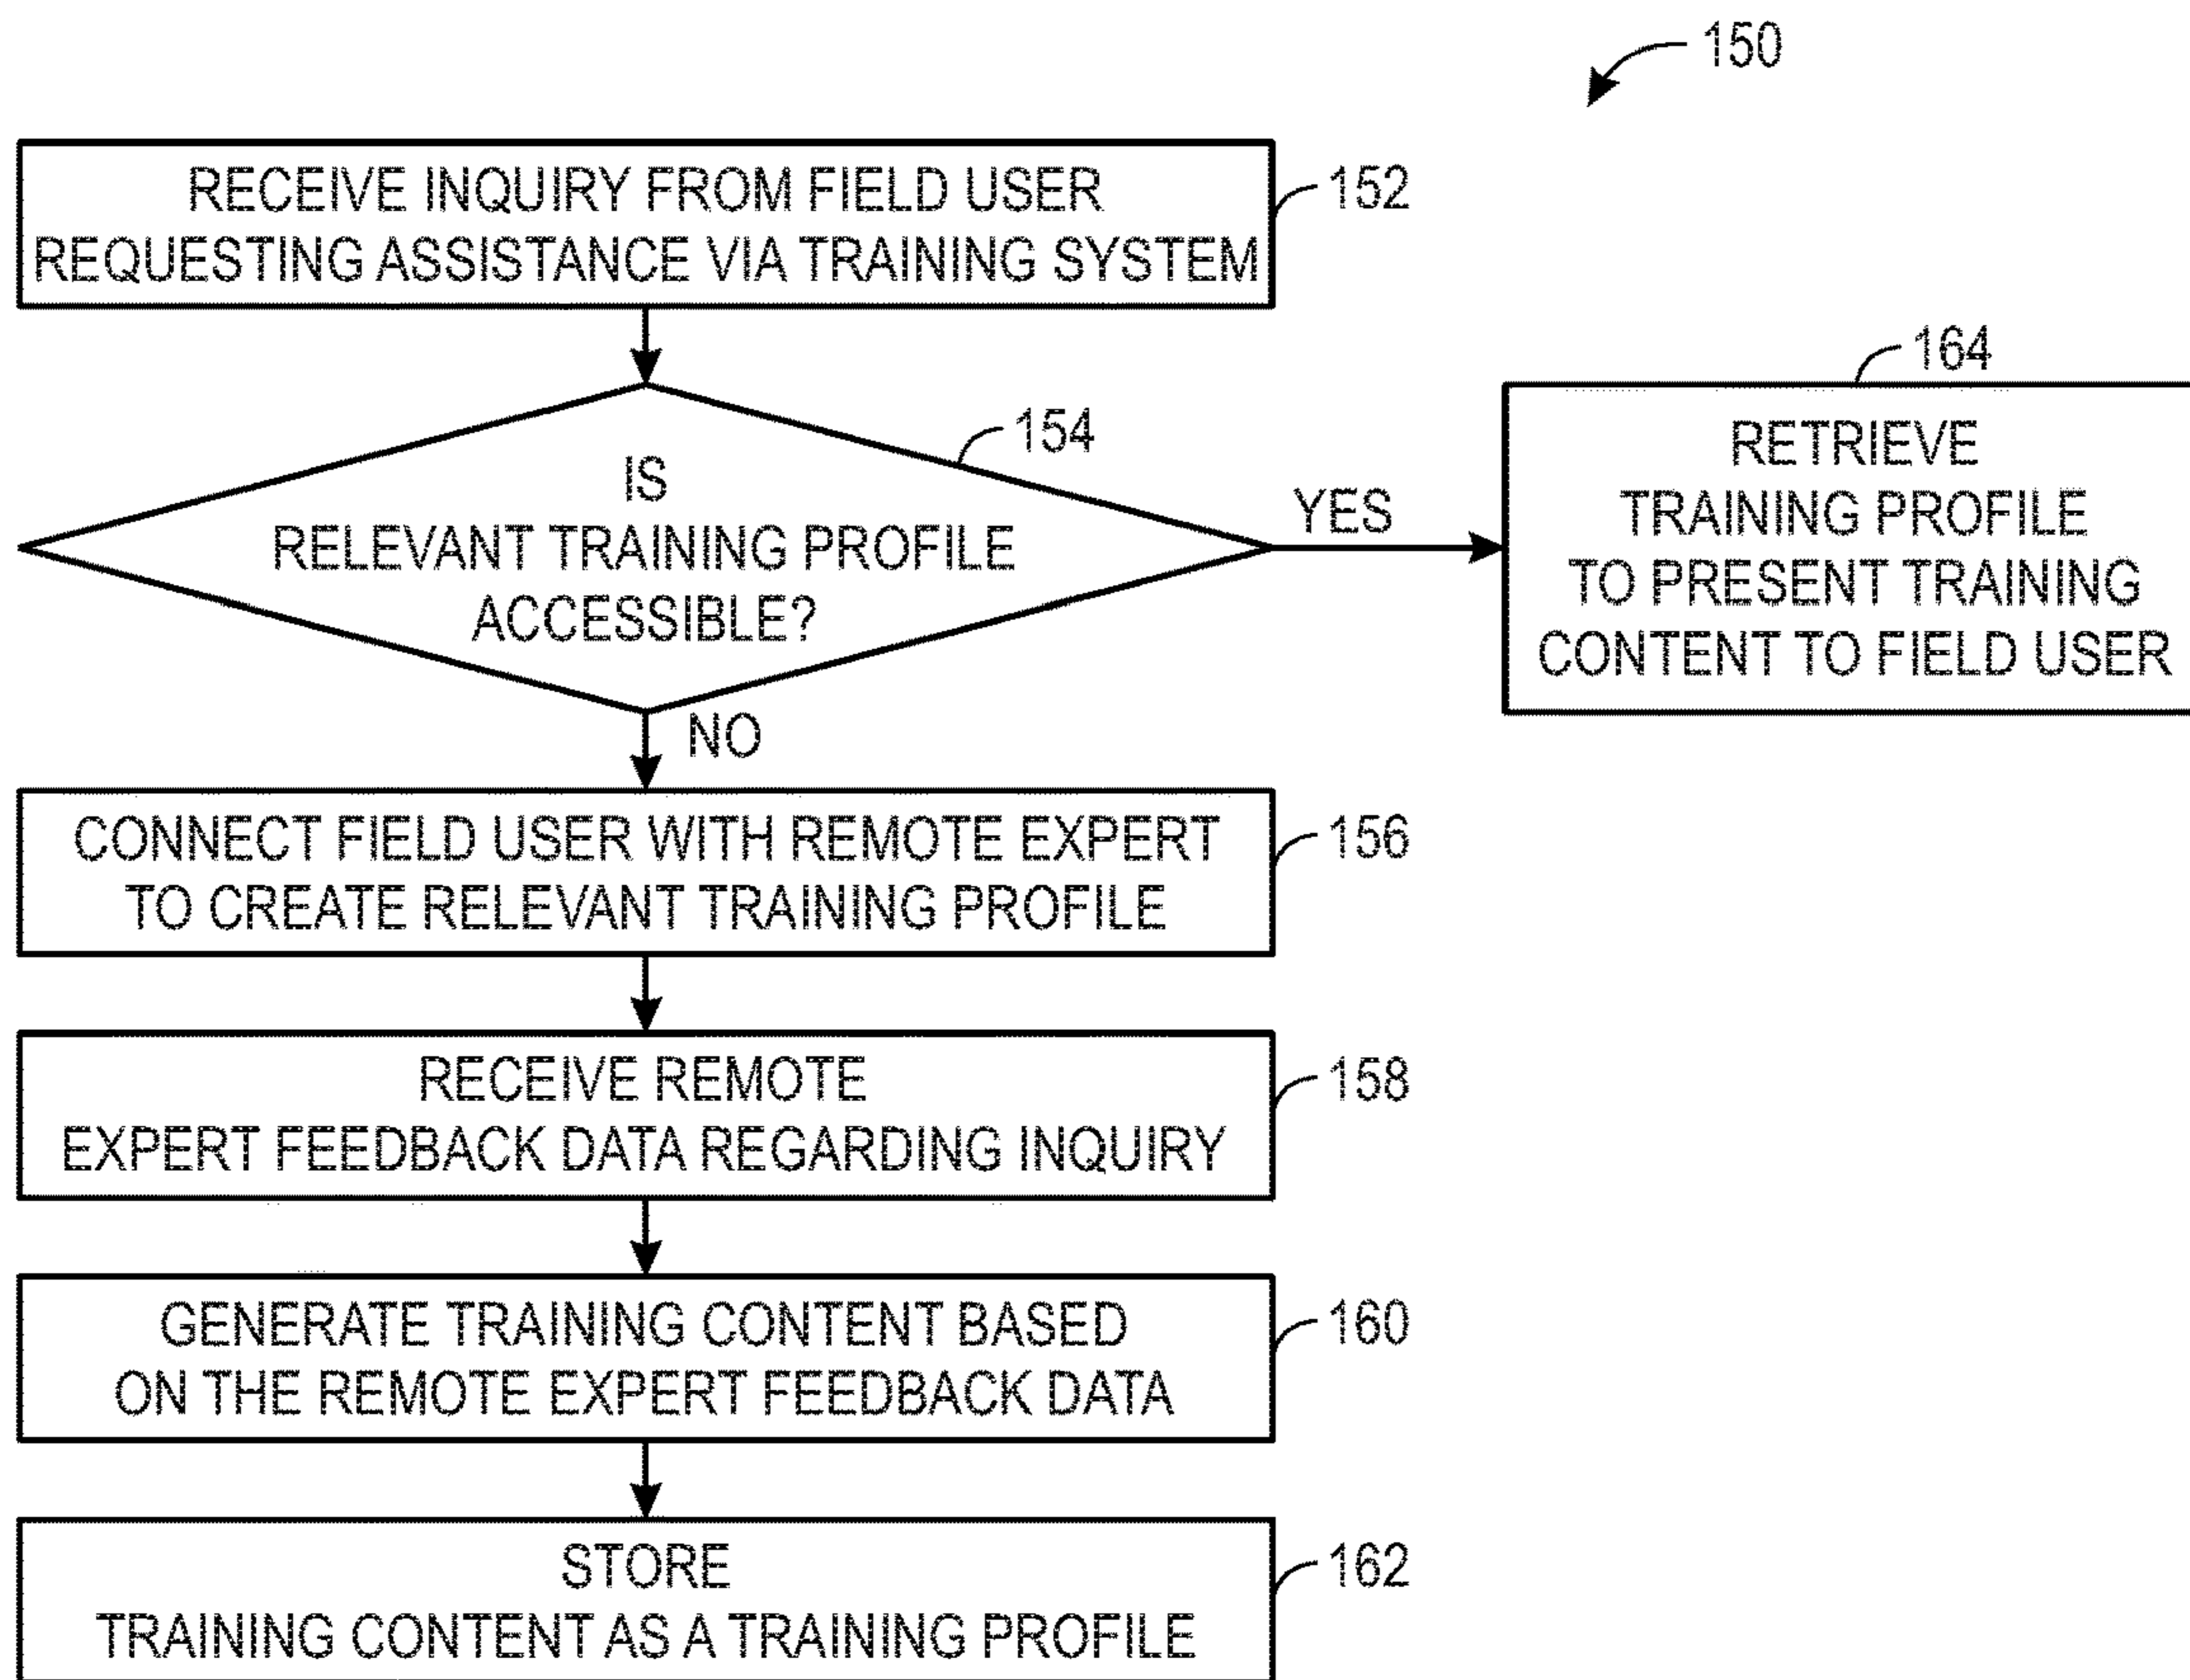 150
RECEIVE INQUIRY FROM FIELD USER
REQUESTING ASSISTANCE VIA TRAINING SYSTEM
152
IS
RELEVANT TRAINING PROFILE
ACCESSIBLE?
154
YES
164
RETRIEVE
TRAINING PROFILE
TO PRESENT TRAINING
CONTENT TO FIELD USER
NO
CONNECT FIELD USER WITH REMOTE EXPERT
TO CREATE RELEVANT TRAINING PROFILE
156
RECEIVE REMOTE
EXPERT FEEDBACK DATA REGARDING INQUIRY
158
GENERATE TRAINING CONTENT BASED
ON THE REMOTE EXPERT FEEDBACK DATA
160
STORE
TRAINING CONTENT AS A TRAINING PROFILE
162